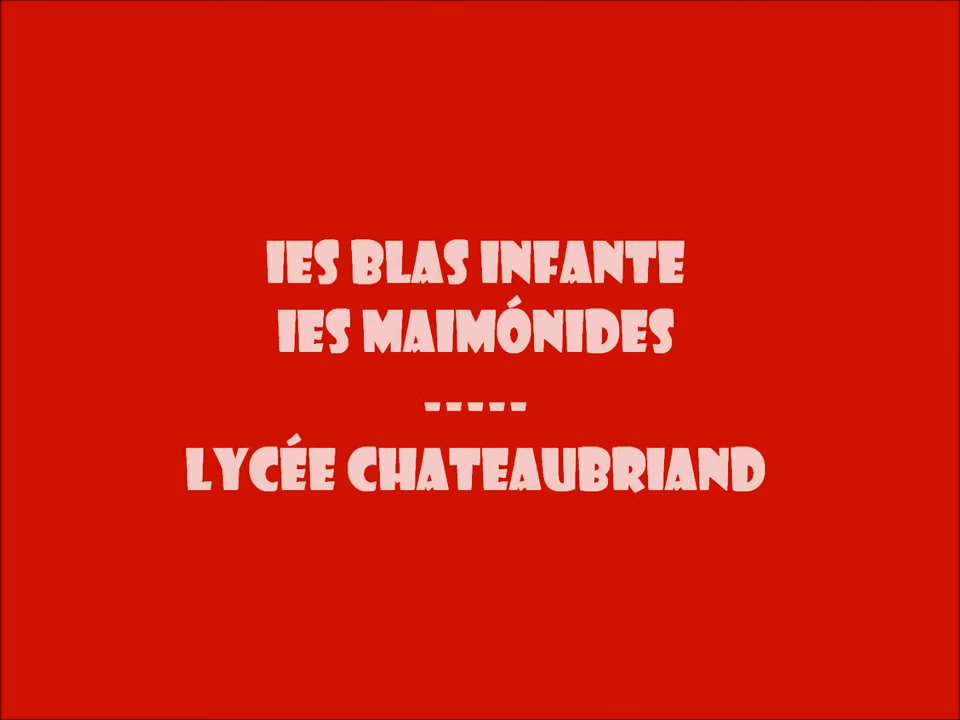 IES BLAS INFANTE
IES MAIMÓNIDES
-----
LYCÉE CHATEAUBRIAND